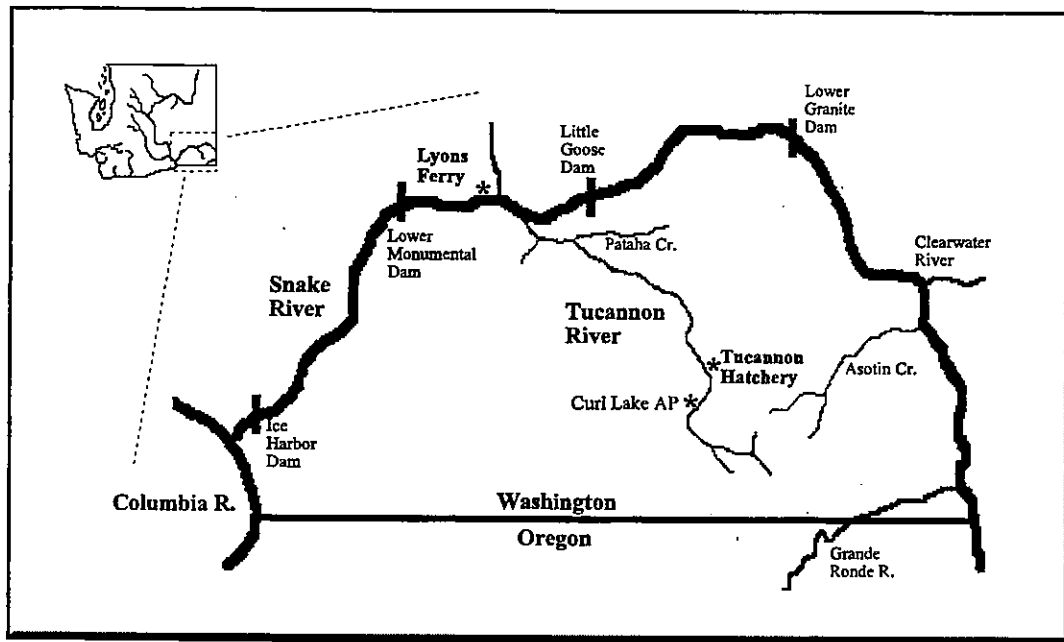 Lower
Granite
Dam
Little
Goose
Dam
Lyons
Ferry
*
Lower
Monumental
Dam
Pataha Cr.
Clearwater
River
Snake
River
Tucannon
River
*Tucannon
Hatchery
Asotin Cr.
Curl Lake AP *
Ice
Harbor
Dam
Columbia R.
Washington
Oregon
Grande
Ronde R.